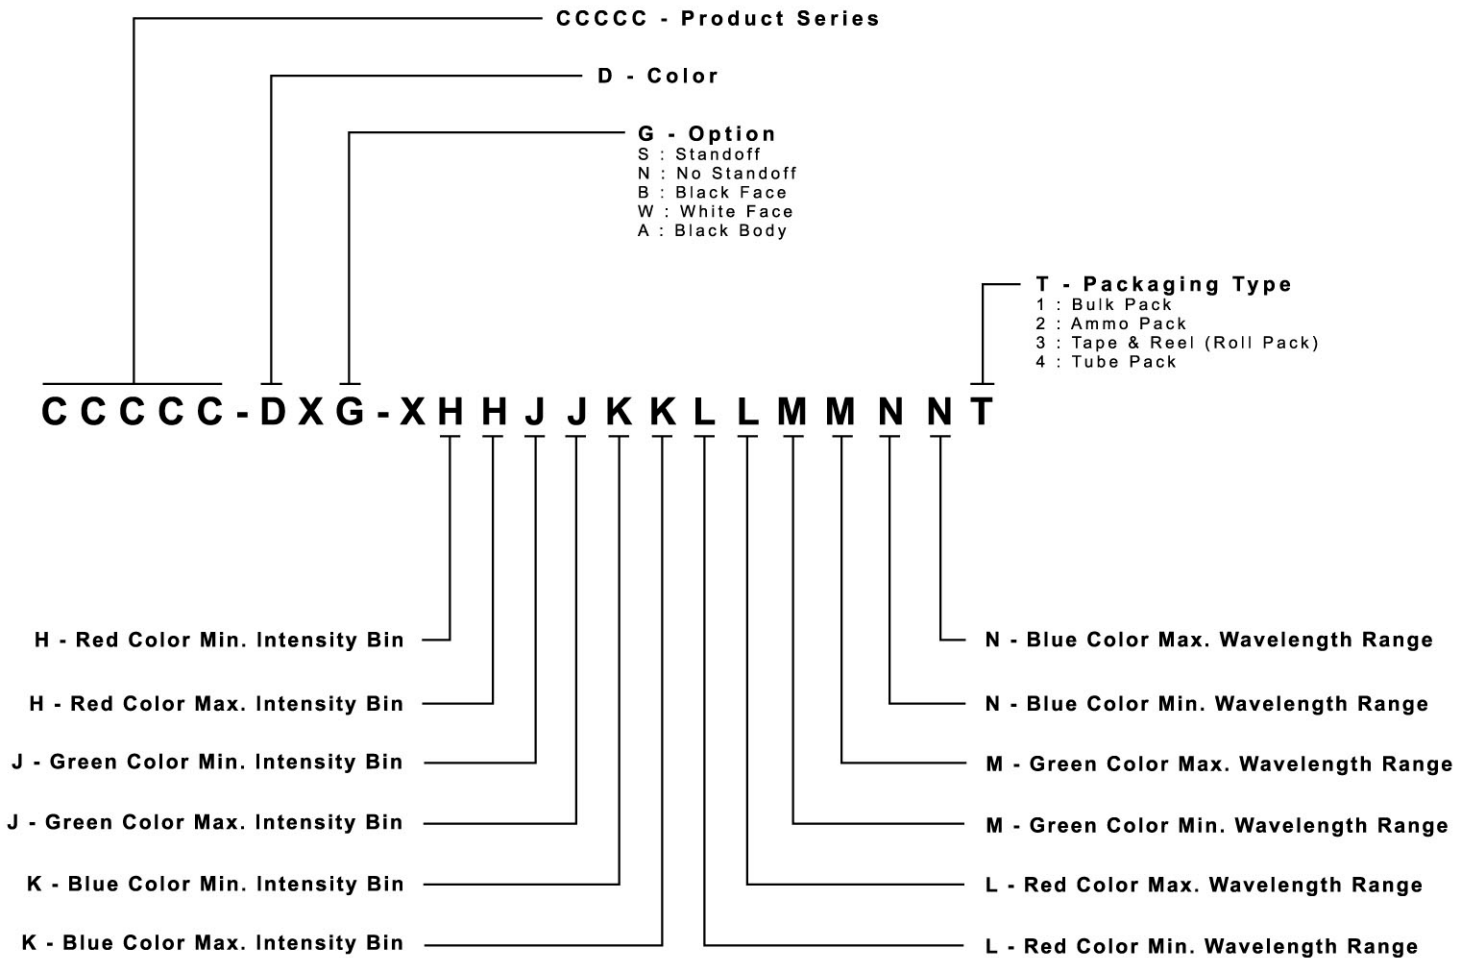 CCCCC - Product Series
D - Color
G - Option
S : Standoff
N : No Standoff
B : Black Face
W : White Face
A : Black Body
T - Packaging Type
1 : Bulk Pack
2 : Ammo Pack
3 : Tape & Reel (Roll Pack)
4 : Tube Pack
CCCCC-DXG-XHHJJKKLLMMNNT
H - Red Color Min. Intensity Bin
H - Red Color Max. Intensity Bin
J - Green Color Min. Intensity Bin
J - Green Color Max. Intensity Bin
K - Blue Color Min. Intensity Bin
K - Blue Color Max. Intensity Bin
N - Blue Color Max. Wavelength Range
N - Blue Color Min. Wavelength Range
M - Green Color Max. Wavelength Range
M - Green Color Min. Wavelength Range
L - Red Color Max. Wavelength Range
L - Red Color Min. Wavelength Range